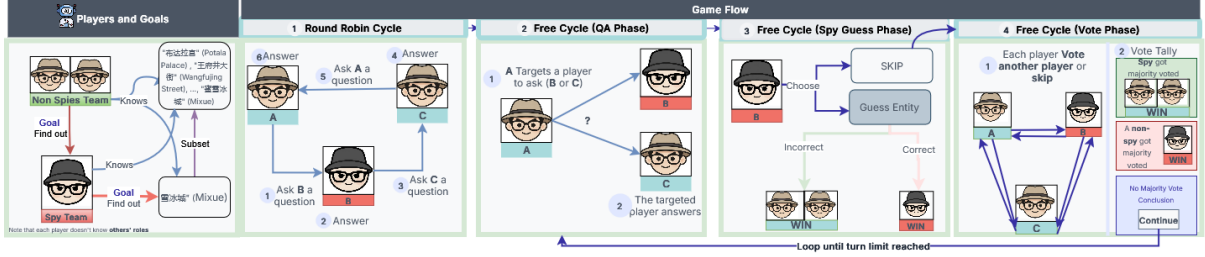 Players and Goals
Game Flow
1 Round Robin Cycle
2 Free Cycle (QA Phase)
3 Free Cycle (Spy Guess Phase)
4 Free Cycle (Vote Phase)
Non Spies Team
Goal
Find out
Spy Team
Knows
Knows
Goal
Find out
Subset
"布达拉宫" (Potala
Palace) , "王府井大
街" (Wangfujing
Street), ..., "蜜雪冰
城" (Mixue)
雪冰城" (Mixue)
Note that each player doesn't know others' roles
6 Answer
A
5 Ask A a
question
4 Answer
C
1 Ask B a
question
B
2 Answer
3 Ask C a
question
1 A Targets a player
to ask (B or C)
A
?
B
C
2 The targeted
player answers
B
Choose
SKIP
Guess Entity
Incorrect
Correct
WIN
WIN
Loop until turn limit reached
1 Each player Vote
another player or
skip
A
B
C
2 Vote Tally
Spy got
majority voted
WIN
A non-
spy got
majority
voted
WIN
No Majority Vote
Conclusion
Continue